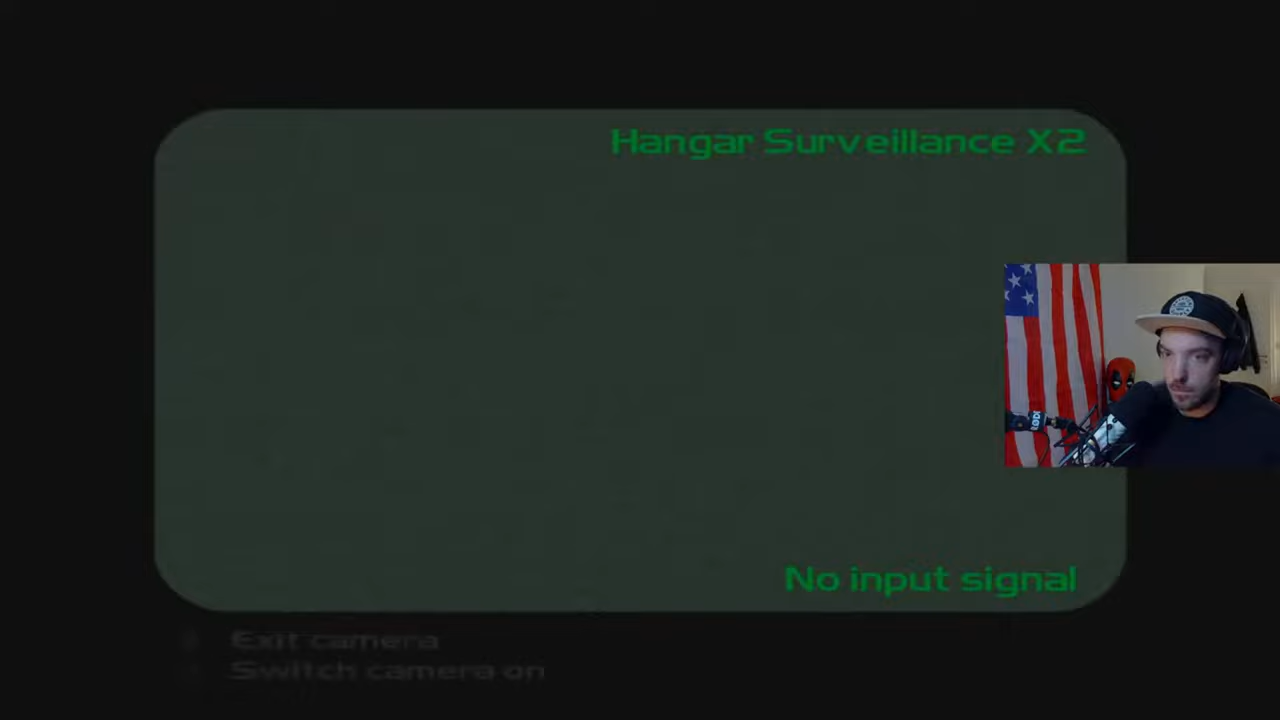 Hangar Surveillance X2
No input signal
Exit camera
Switch camera on